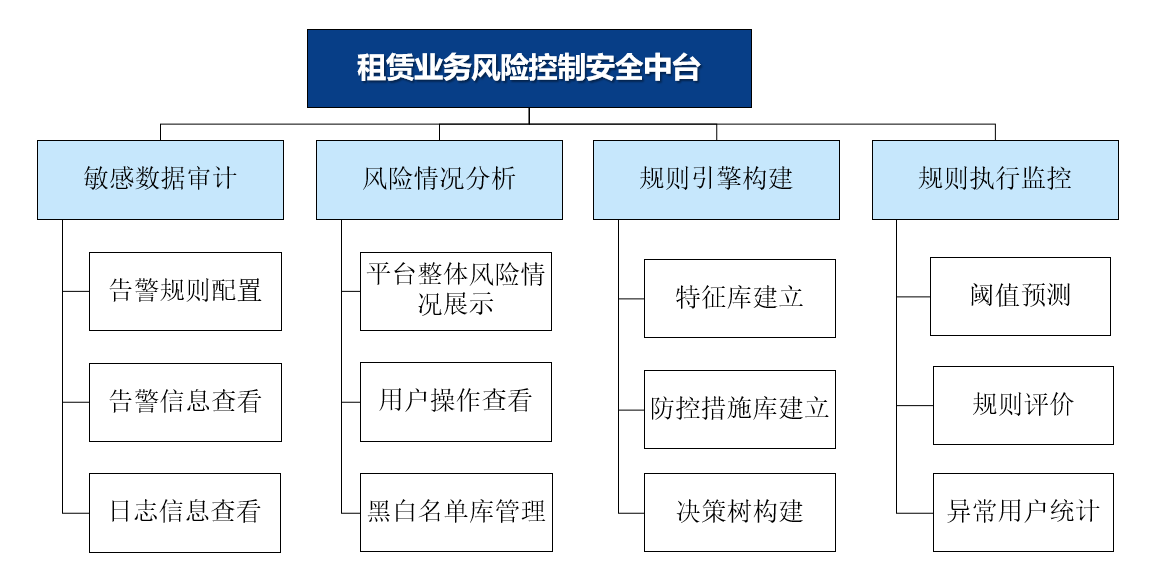 租赁业务风险控制安全中台
敏感数据审计
风险情况分析
规则引擎构建
规则执行监控
告警规则配置
告警信息查看
日志信息查看
平台整体风险情
况展示
用户操作查看
黑白名单库管理
特征库建立
防控措施库建立
决策树构建
阈值预测
规则评价
异常用户统计